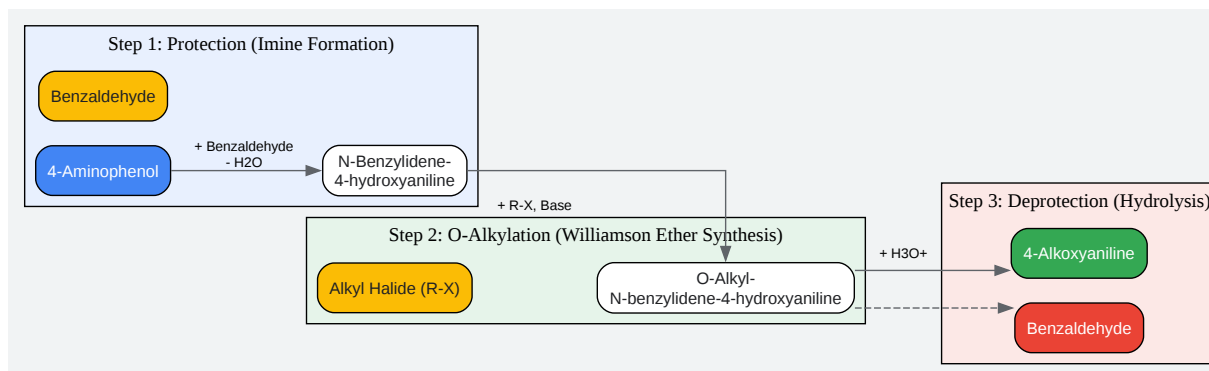 Step 1: Protection (Imine Formation)
Benzaldehyde
4-Aminophenol
+ Benzaldehyde
- H2O
N-Benzylidene-
4-hydroxyaniline
+ R-X, Base
Step 2: O-Alkylation (Williamson Ether Synthesis)
Alkyl Halide (R-X)
O-Alkyl-
N-benzylidene-4-hydroxyaniline
+ H3O+
Step 3: Deprotection (Hydrolysis)
4-Alkoxyaniline
Benzaldehyde